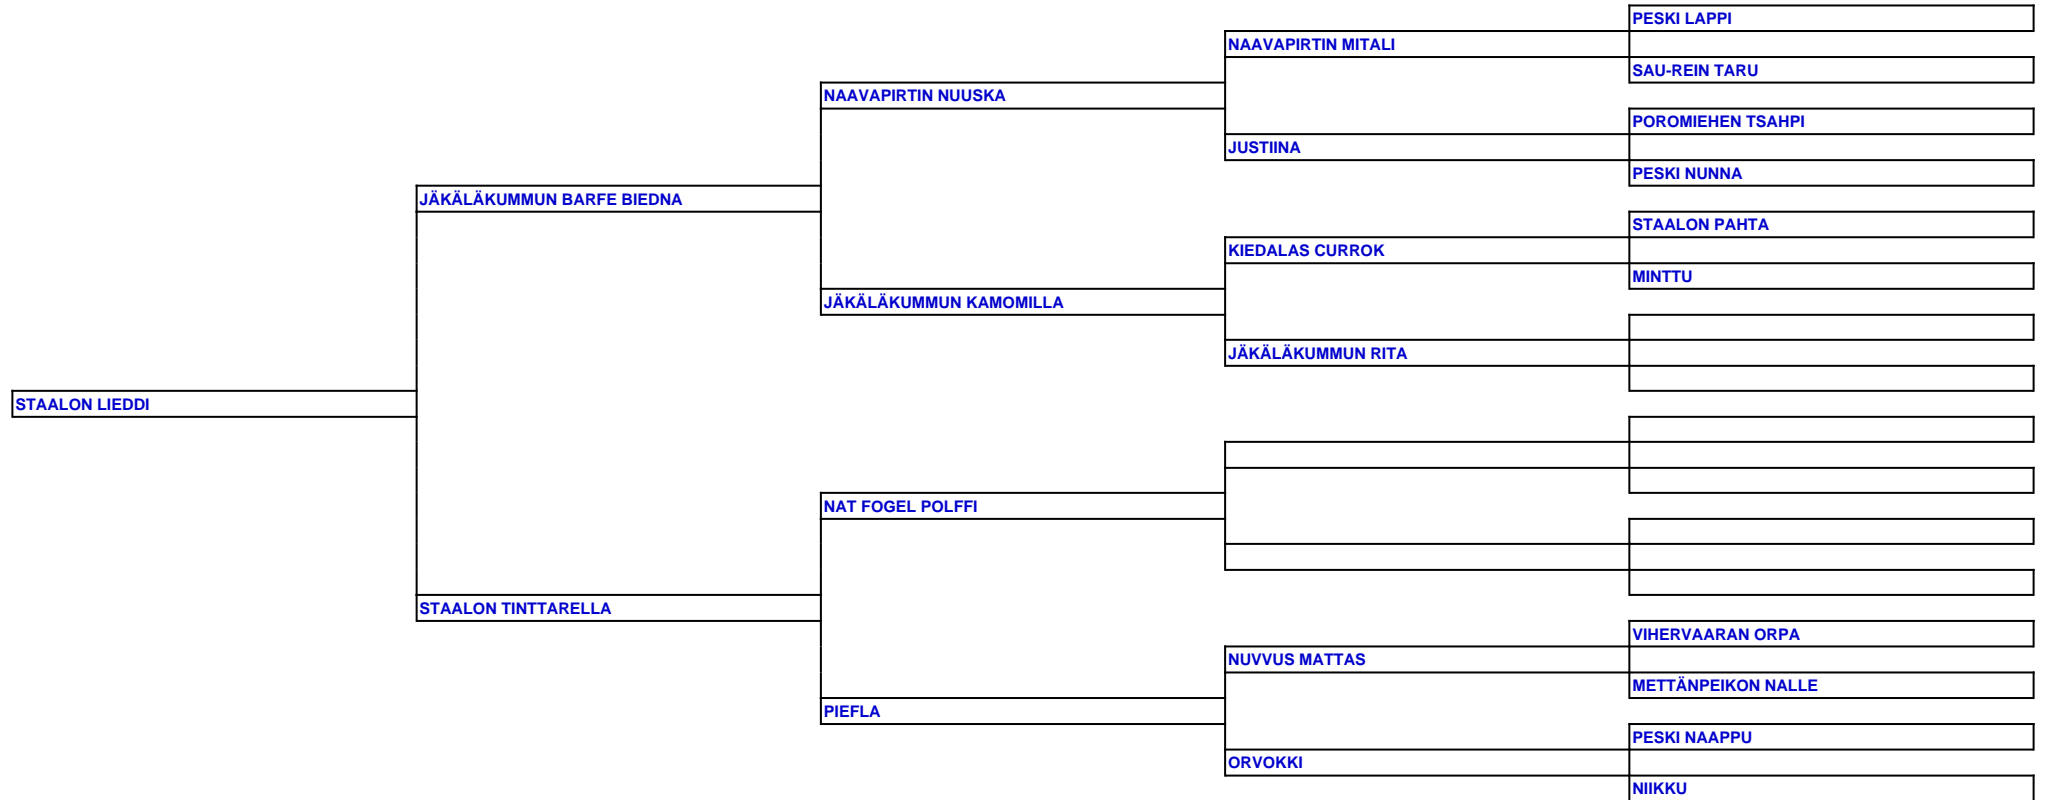 PESKI LAPPI
NAAVAPIRTIN MITALI
SAU-REIN TARU
NAAVAPIRTIN NUUSKA
POROMIEHEN TSAHPI
JUSTIINA
PESKI NUNNA
JÄKÄLÄKUMMUN BARFE BIEDNA
STAALON PAHTA
KIEDALAS CURROK
MINTTU
JÄKÄLÄKUMMUN KAMOMILLA
JÄKÄLÄKUMMUN RITA
STAALON LIEDDI
NAT FOGEL POLFFI
STAALON TINTTARELLA
VIHERVAARAN ORPA
NUVVUS MATTAS
METTÄNPEIKON NALLE
PIEFLA
PESKI NAAPPU
ORVOKKI
NIIKKU